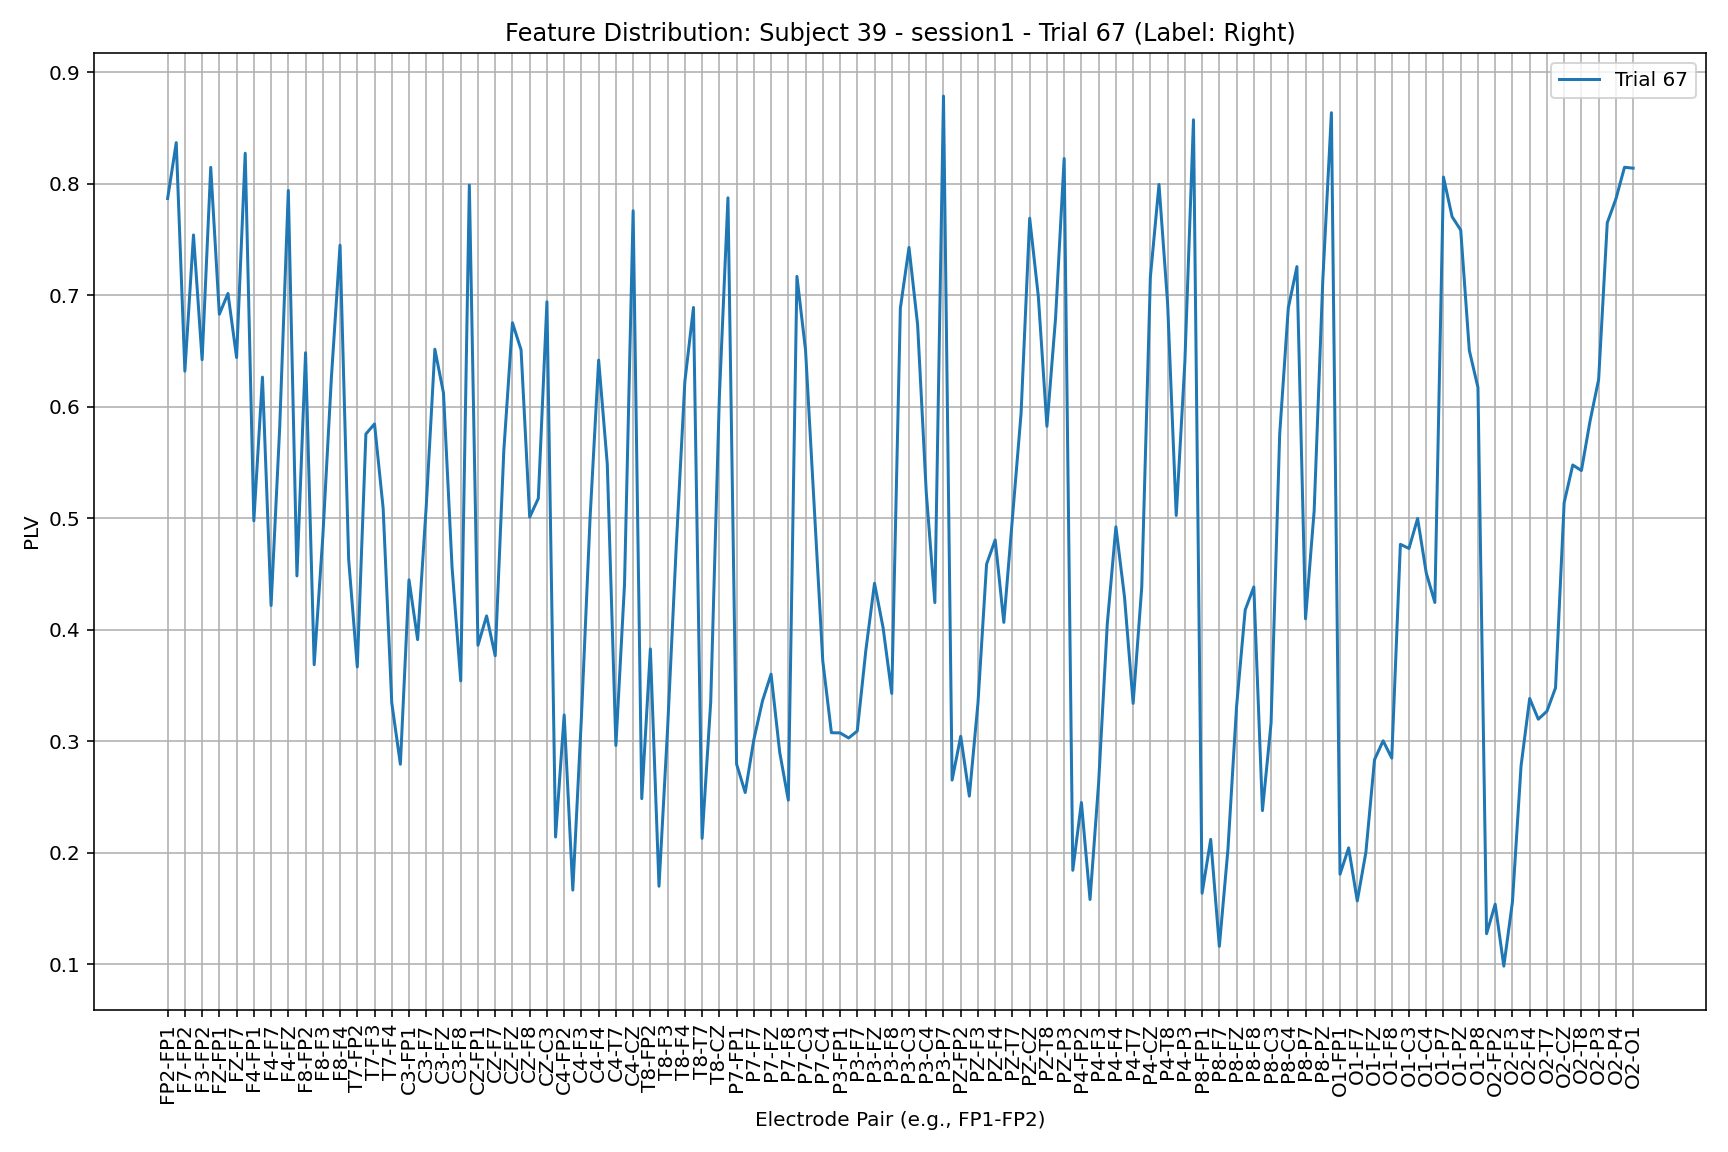 Feature Distribution: Subject 39 - session1 - Trial 67 (Label: Right)
Trial 67
0.9
0.8
0.7
0.6
0.5
0.4
0.3
0.2
0.1
PLV
FP2-FP1
F7-FP2
F3-FP2
FZ-FP1
FZ-F7
F4-FP1
F4-F7
F4-FZ
F8-FP2
F8-F3
F8-F4
T7-FP2
T7-F3
T7-F4
C3-FP1
C3-F7
C3-FZ
C3-F8
CZ-FP1
CZ-F7
CZ-FZ
CZ-F8
CZ-C3
C4-FP2
C4-F3
C4-F4
C4-T7
C4-CZ
T8-FP2
T8-F3
T8-F4
T8-T7
T8-CZ
P7-FP1
P7-F7
P7-FZ
P7-F8
P7-C3
P7-C4
P3-FP1
P3-F7
P3-FZ
P3-F8
P3-C3
P3-C4
P3-P7
PZ-FP2
PZ-F3
PZ-F4
PZ-T7
PZ-CZ
PZ-T8
PZ-P3
P4-FP2
P4-F3
P4-F4
P4-T7
P4-CZ
P4-T8
P4-P3
P8-FP1
P8-F7
P8-FZ
P8-F8
P8-C3
P8-C4
P8-P7
P8-PZ
O1-FP1
O1-F7
O1-FZ
O1-F8
O1-C3
O1-C4
O1-P7
O1-PZ
O1-P8
O2-FP2
O2-F3
O2-F4
O2-T7
O2-CZ
O2-T8
O2-P3
O2-P4
O2-O1
Electrode Pair (e.g., FP1-FP2)